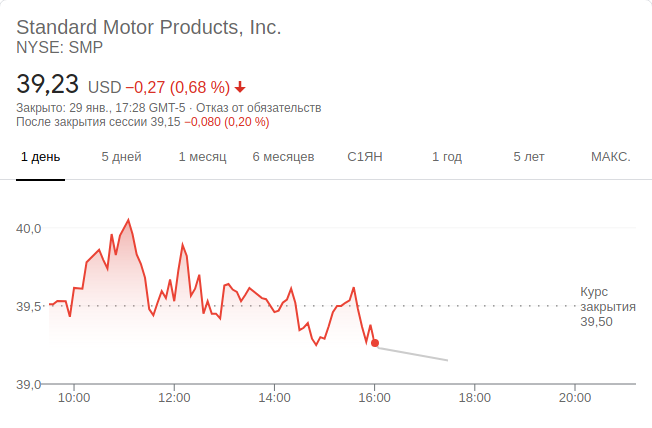 Standard Motor Products, Inc.
NYSE: SMP
39,23 USD −0,27 (0,68 %)
Закрыто: 29 янв., 17:28 GMT-5 · Отказ от обязательств
После закрытия сессии 39,15 −0,080 (0,20 %)
1 день 5 дней 1 месяц 6 месяцев С1ЯН 1 год 5 лет МАКС.
40,0
39,5
39,0
Курс
закрытия
39,50
10:00 12:00 14:00 16:00 18:00 20:00